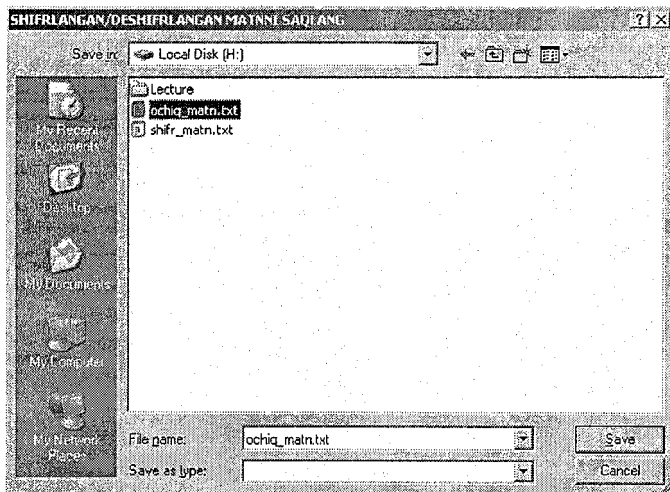 SHIFRLANGAN/DESHIFRLANGAN MATNNI SAQLANG
Save in:
Local Disk (H:)
Lecture
ochiq_matn.txt
shifr_matn.txt
My Recent
Documents
Desktop
My Documents
My Computer
My Network
Places
File name:
ochiq_matn.txt
Save
Save as type:
Cancel